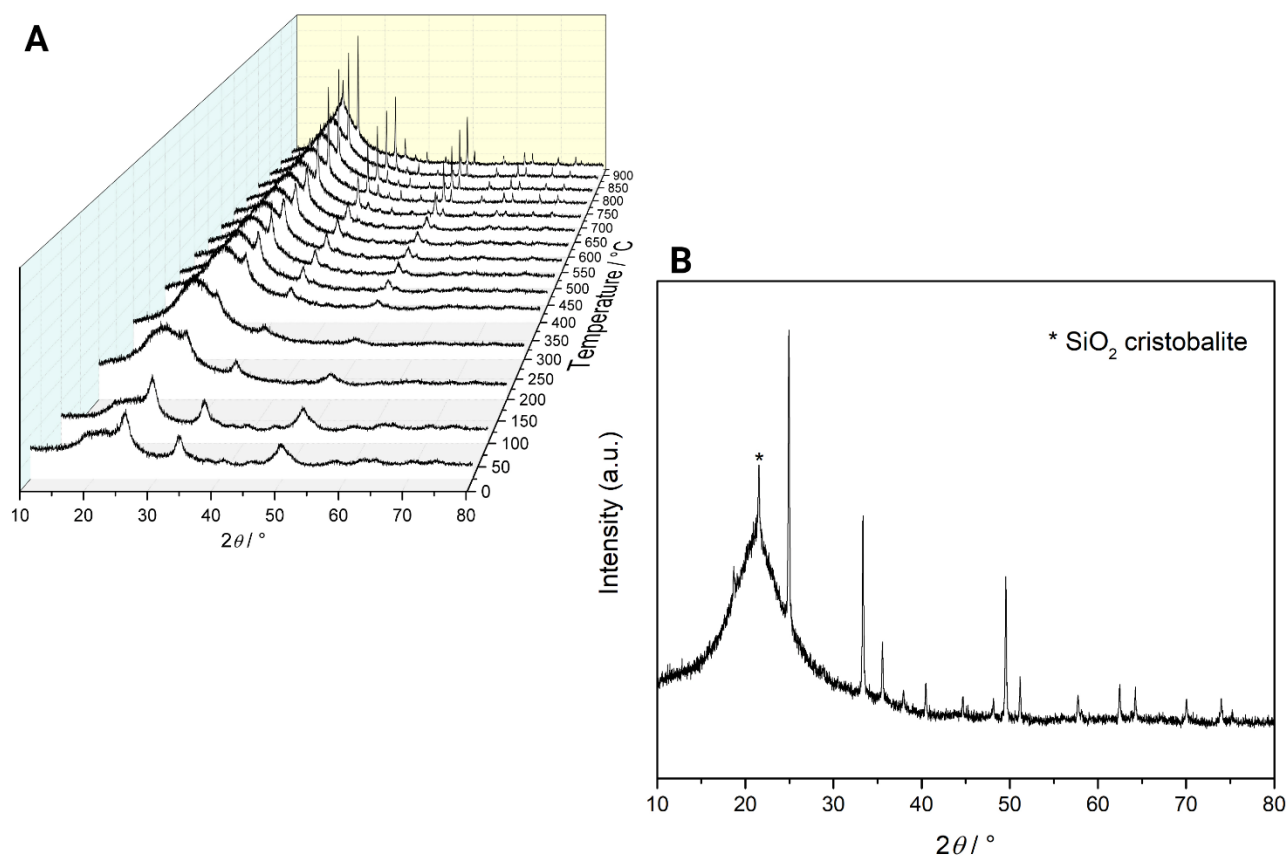 A
900
850
800
750
700
650
600
550
500
450
400
350
300
250
200
150
100
50
0
Temperature / °C
10 20 30 40 50 60 70 80
2θ / °
B
* SiO₂ cristobalite
*
Intensity (a.u.)
10 20 30 40 50 60 70 80
2θ / °